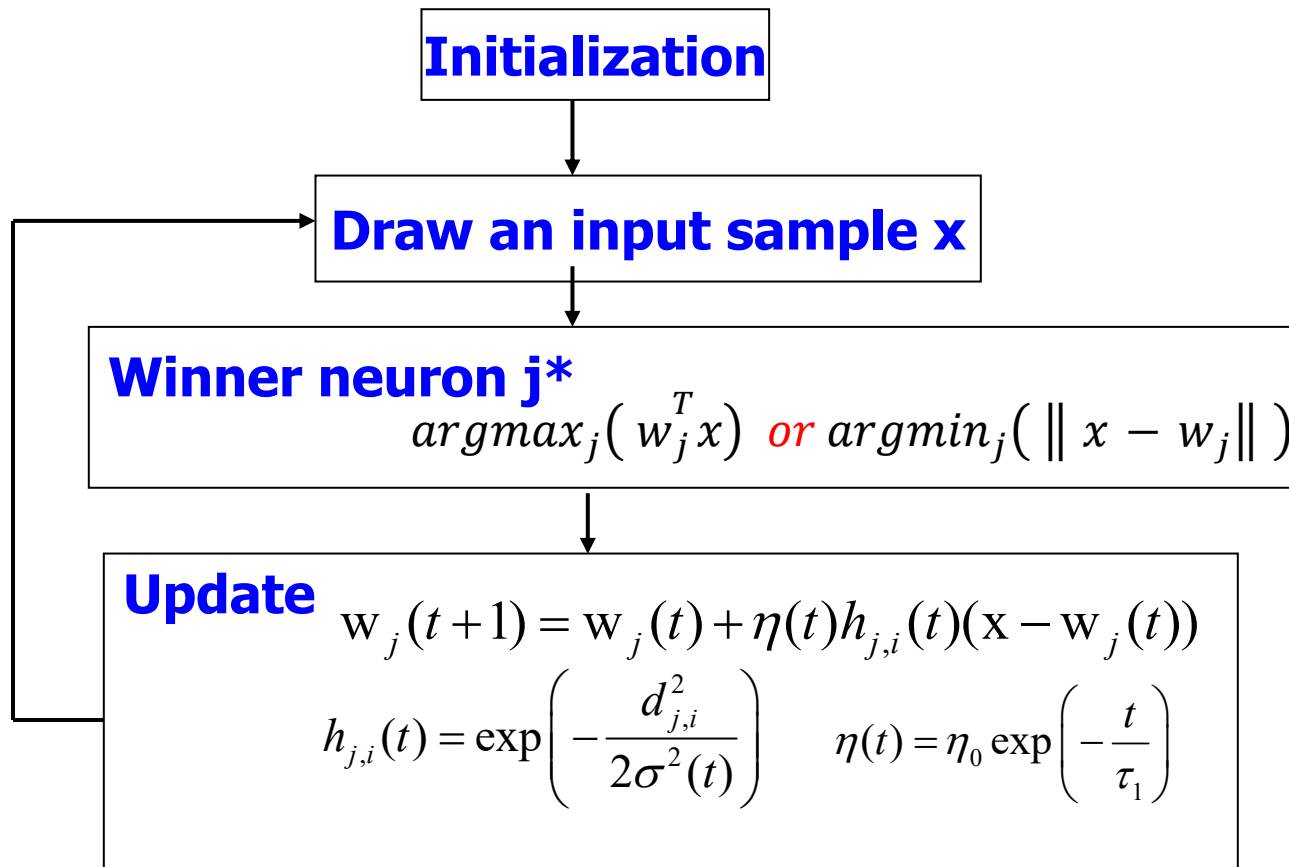 Initialization
Draw an input sample x
Winner neuron j*
argmax_j( w_j^T x) or argmin_j( ‖ x − w_j‖ )
Update
w_j(t+1) = w_j(t) + η(t)h_{j,i}(t)(x − w_j(t))
h_{j,i}(t) = exp(− d_{j,i}^2 / 2σ^2(t)) η(t) = η_0 exp(− t / τ_1)